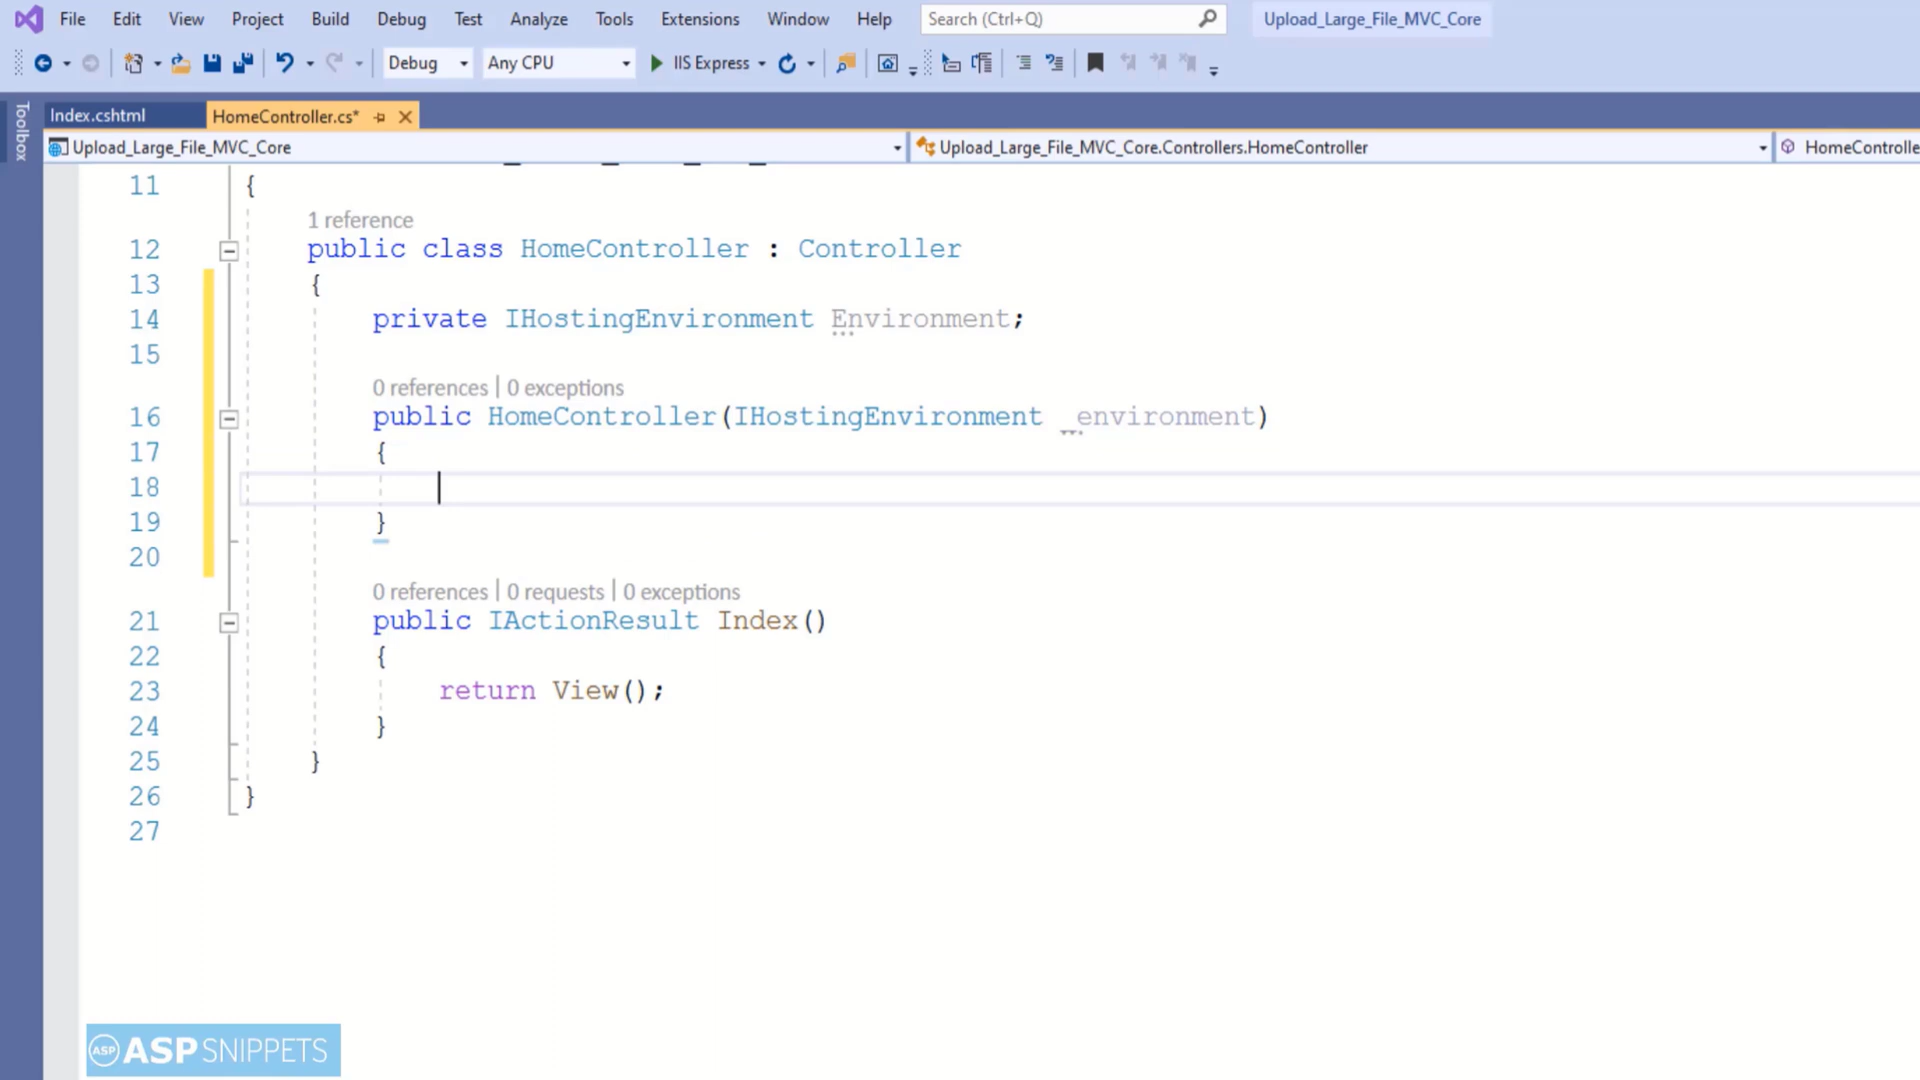 File Edit View Project Build Debug Test Analyze Tools Extensions Window Help Search (Ctrl+Q) Upload_Large_File_MVC_Core
Debug Any CPU IIS Express
Toolbox
Index.cshtml HomeController.cs*
Upload_Large_File_MVC_Core Upload_Large_File_MVC_Core.Controllers.HomeController HomeControlle
11 {
1 reference
12 public class HomeController : Controller
13 {
14 private IHostingEnvironment Environment;
15
0 references | 0 exceptions
16 public HomeController(IHostingEnvironment _environment)
17 {
18
19 }
20
0 references | 0 requests | 0 exceptions
21 public IActionResult Index()
22 {
23 return View();
24 }
25 }
26 }
27
ASP ASPSNIPPETS